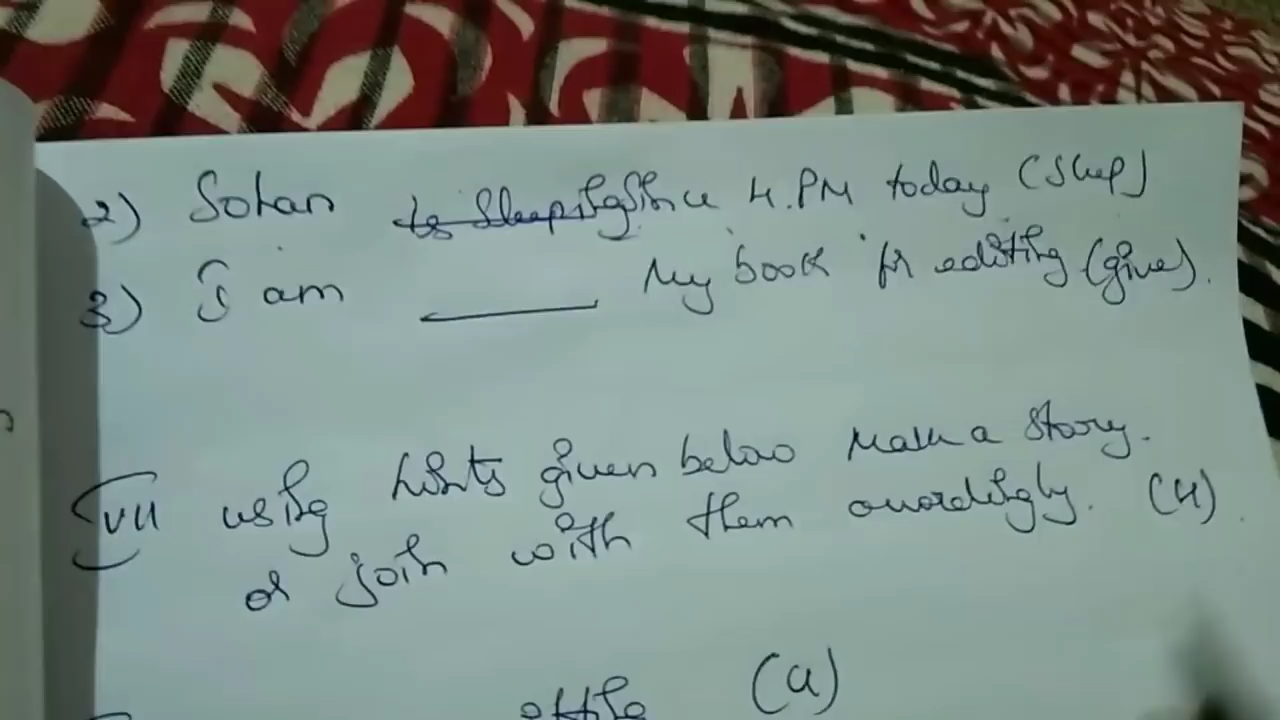 2) Sohan is sleeping since 4.PM today (Sleep)
3) I am ____ My book for editing (give).
VII using hints given below Make a story.
or join with them accordingly. (4)
(4)